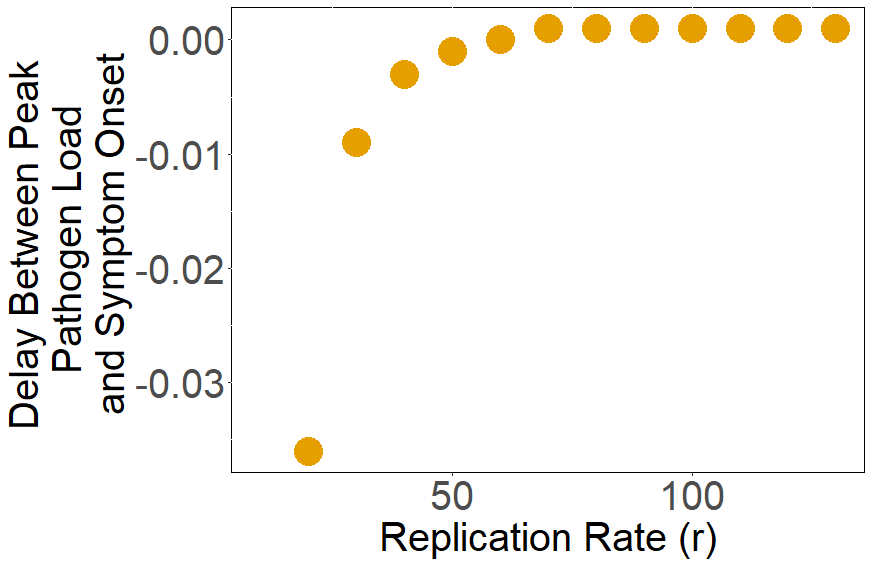 Delay Between Peak
Pathogen Load
and Symptom Onset
0.00
-0.01
-0.02
-0.03
50
100
Replication Rate (r)